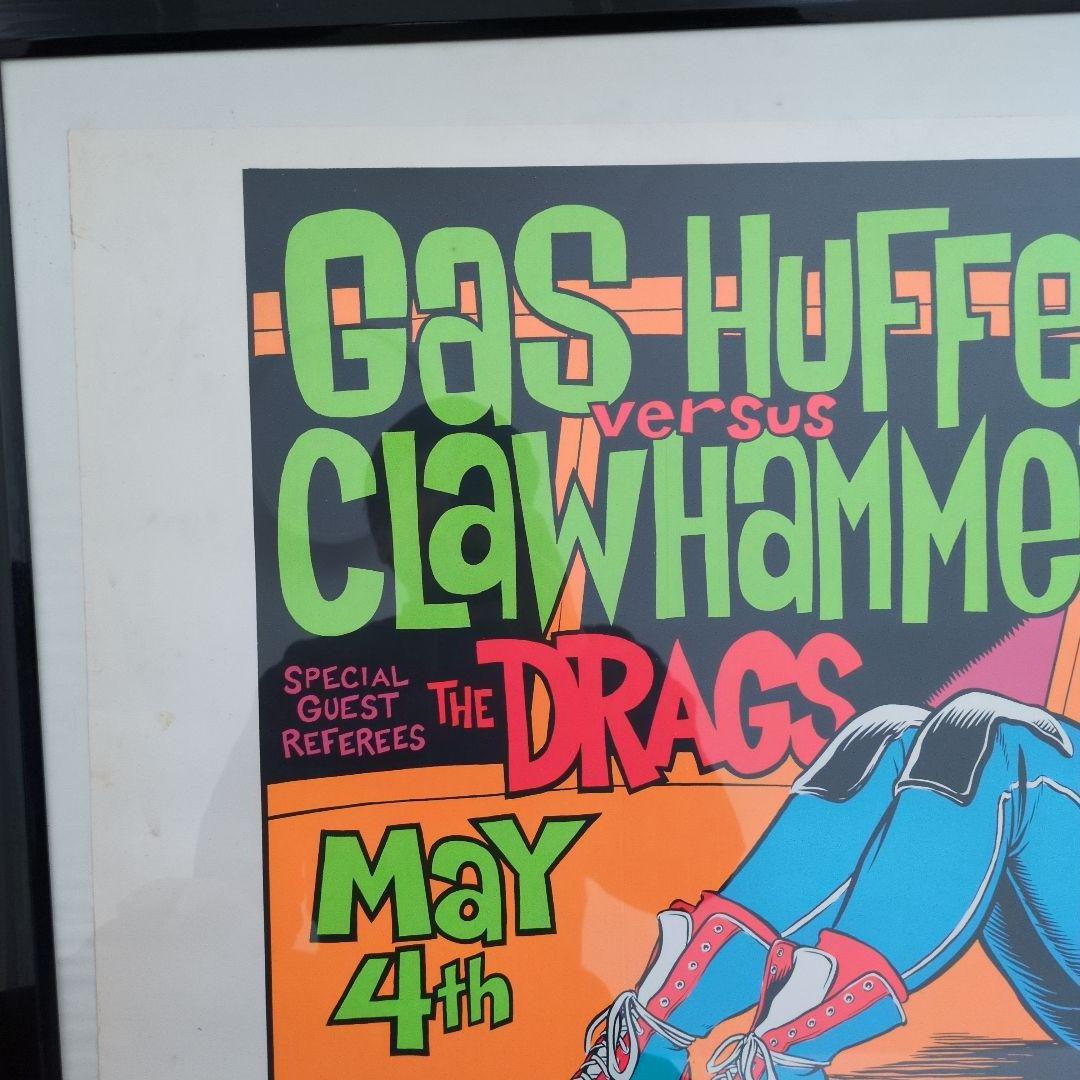 Gas Huffe
versus
Clawhamme
SPECIAL
GUEST
REFEREES
THE DRAGS
May
4th